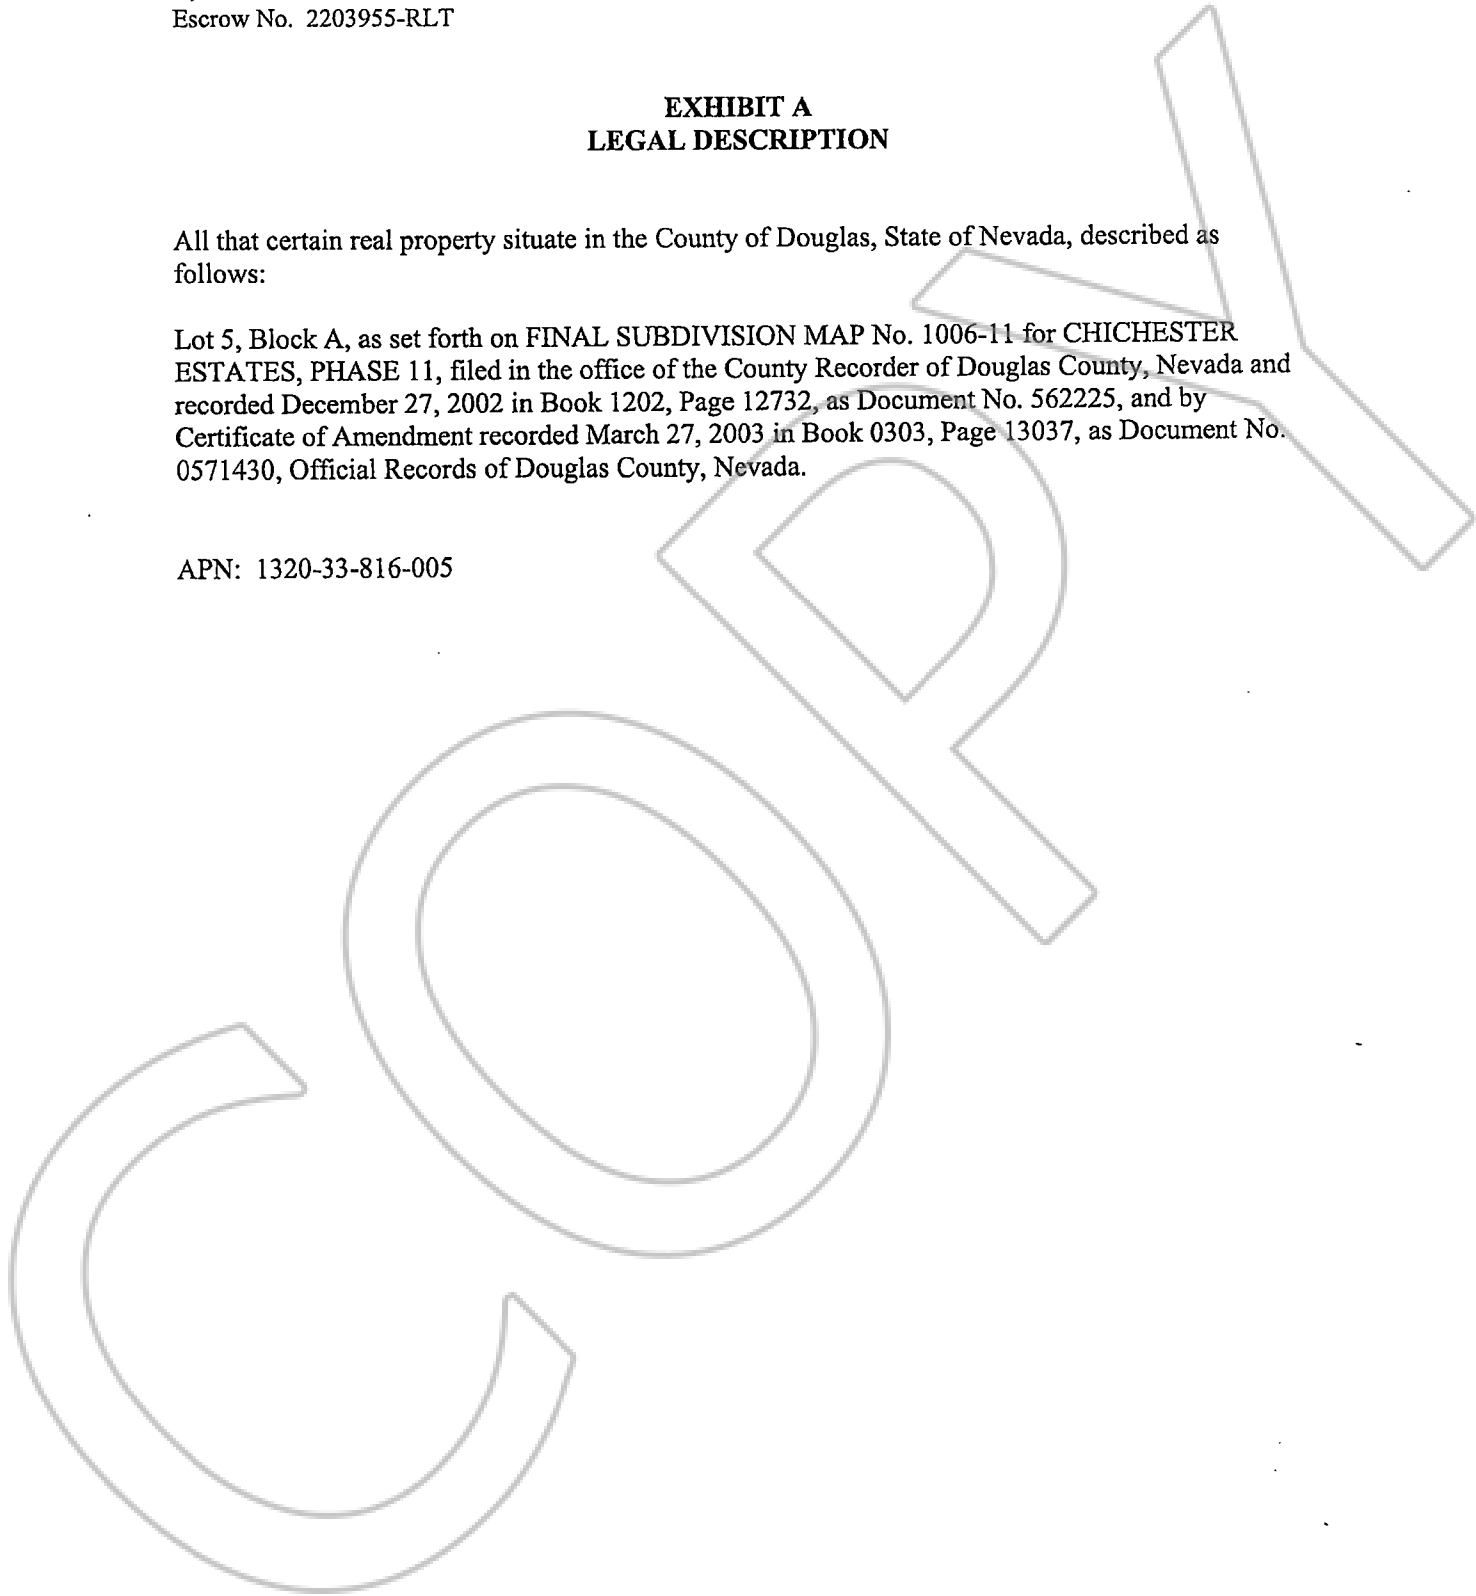 Escrow No. 2203955-RLT
EXHIBIT A
LEGAL DESCRIPTION
All that certain real property situate in the County of Douglas, State of Nevada, described as
follows:
Lot 5, Block A, as set forth on FINAL SUBDIVISION MAP No. 1006-11 for CHICHESTER
ESTATES, PHASE 11, filed in the office of the County Recorder of Douglas County, Nevada and
recorded December 27, 2002 in Book 1202, Page 12732, as Document No. 562225, and by
Certificate of Amendment recorded March 27, 2003 in Book 0303, Page 13037, as Document No.
0571430, Official Records of Douglas County, Nevada.
APN: 1320-33-816-005
COPY